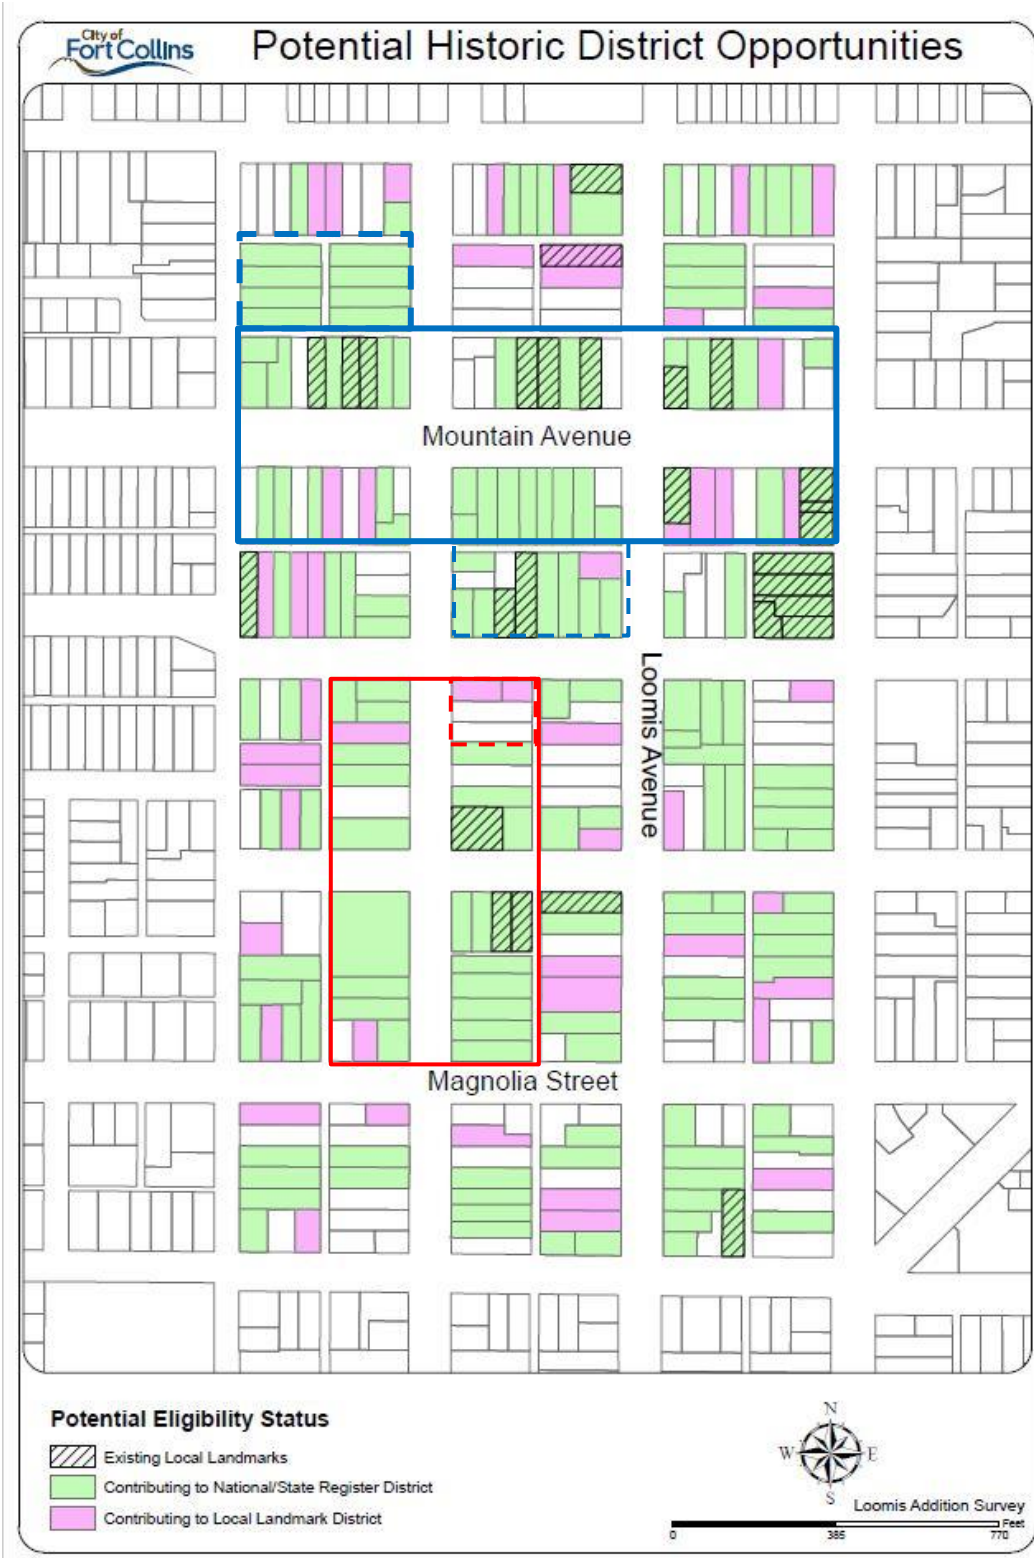 City of
Fort Collins
Potential Historic District Opportunities
Mountain Avenue
Loomis Avenue
Magnolia Street
Potential Eligibility Status
Existing Local Landmarks
Contributing to National/State Register District
Contributing to Local Landmark District
N
W E
S
Loomis Addition Survey
Feet
0 385 770